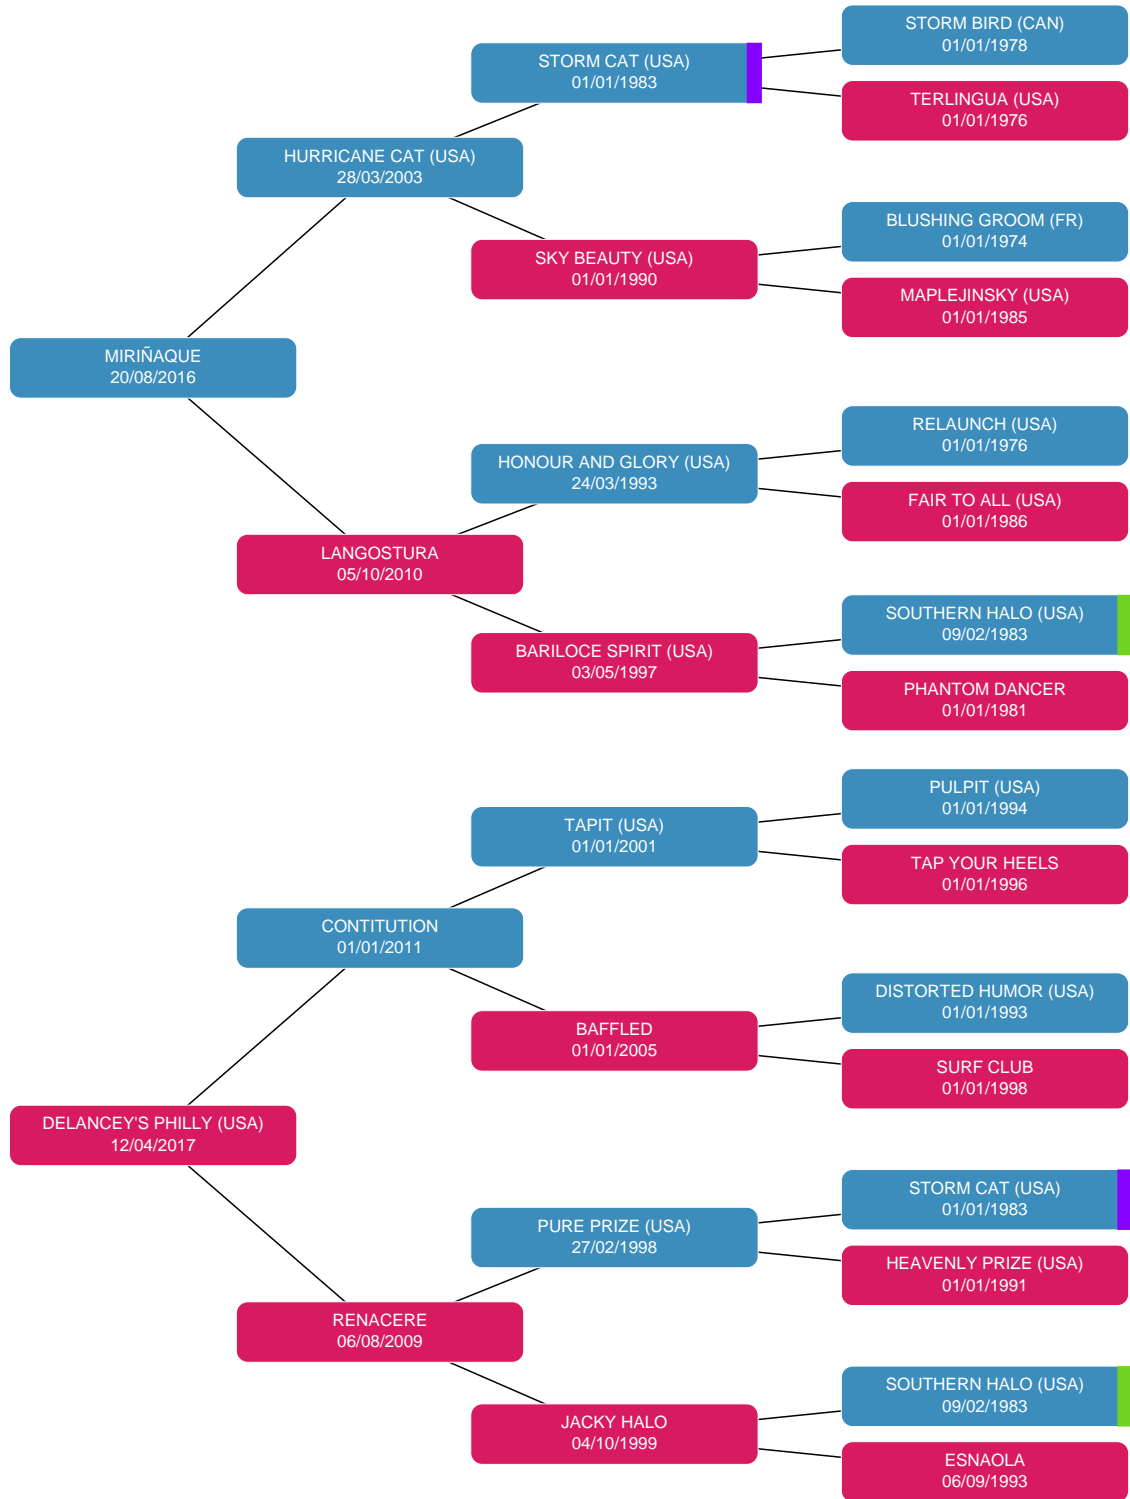 STORM BIRD (CAN)
01/01/1978
STORM CAT (USA)
01/01/1983
TERLINGUA (USA)
01/01/1976
HURRICANE CAT (USA)
28/03/2003
BLUSHING GROOM (FR)
01/01/1974
SKY BEAUTY (USA)
01/01/1990
MAPLEJINSKY (USA)
01/01/1985
MIRIÑAQUE
20/08/2016
RELAUNCH (USA)
01/01/1976
HONOUR AND GLORY (USA)
24/03/1993
FAIR TO ALL (USA)
01/01/1986
LANGOSTURA
05/10/2010
SOUTHERN HALO (USA)
09/02/1983
BARILOCE SPIRIT (USA)
03/05/1997
PHANTOM DANCER
01/01/1981
PULPIT (USA)
01/01/1994
TAPIT (USA)
01/01/2001
TAP YOUR HEELS
01/01/1996
CONTITUTION
01/01/2011
DISTORTED HUMOR (USA)
01/01/1993
BAFFLED
01/01/2005
SURF CLUB
01/01/1998
DELANCEY'S PHILLY (USA)
12/04/2017
STORM CAT (USA)
01/01/1983
PURE PRIZE (USA)
27/02/1998
HEAVENLY PRIZE (USA)
01/01/1991
RENACERE
06/08/2009
SOUTHERN HALO (USA)
09/02/1983
JACKY HALO
04/10/1999
ESNAOLA
06/09/1993